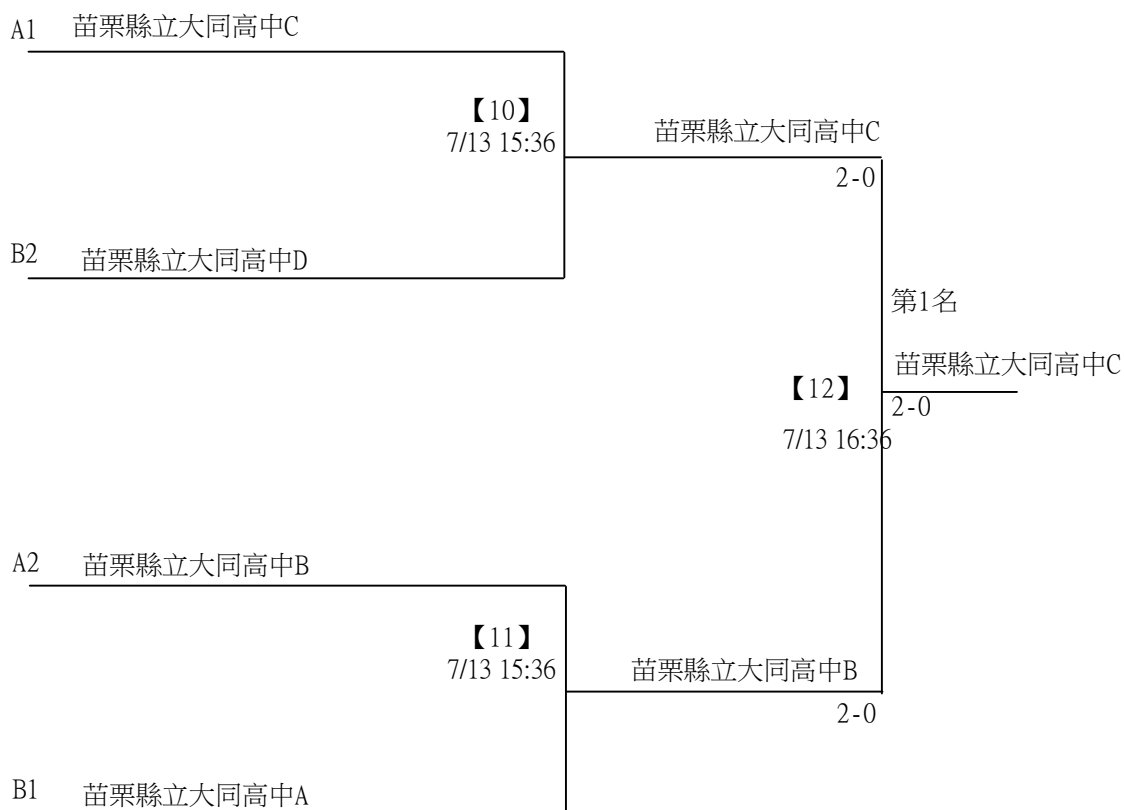 A1 苗栗縣立大同高中C
【10】
7/13 15:36
苗栗縣立大同高中C
2-0
B2 苗栗縣立大同高中D
第1名
苗栗縣立大同高中C
【12】
2-0
7/13 16:36
A2 苗栗縣立大同高中B
【11】
7/13 15:36
苗栗縣立大同高中B
2-0
B1 苗栗縣立大同高中A